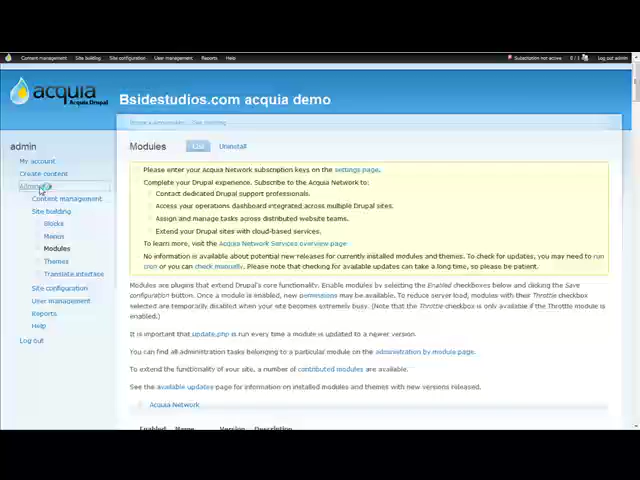 Content management Site building Site configuration User management Reports Help Subscription not active Log out admin
acquia
Acquia Drupal
Bsidestudios.com acquia demo
Home › Administer › Site building
admin
My account
Create content
Administer
Content management
Site building
Blocks
Menus
Modules
Themes
Translate interface
Site configuration
User management
Reports
Help
Log out
Modules List Uninstall
Please enter your Acquia Network subscription keys on the settings page.
Complete your Drupal experience. Subscribe to the Acquia Network to:
Contact dedicated Drupal support professionals.
Access your operations dashboard integrated across multiple Drupal sites.
Assign and manage tasks across distributed website teams.
Extend your Drupal sites with cloud-based services.
To learn more, visit the Acquia Network Services overview page
No information is available about potential new releases for currently installed modules and themes. To check for updates, you may need to run
cron or you can check manually. Please note that checking for available updates can take a long time, so please be patient.
Modules are plugins that extend Drupal's core functionality. Enable modules by selecting the Enabled checkboxes below and clicking the Save
configuration button. Once a module is enabled, new permissions may be available. To reduce server load, modules with their Throttle checkbox
selected are temporarily disabled when your site becomes extremely busy. (Note that the Throttle checkbox is only available if the Throttle module is
enabled.)
It is important that update.php is run every time a module is updated to a newer version.
You can find all administration tasks belonging to a particular module on the administration by module page.
To extend the functionality of your site, a number of contributed modules are available.
See the available updates page for information on installed modules and themes with new versions released.
Acquia Network
Enabled Name Version Description